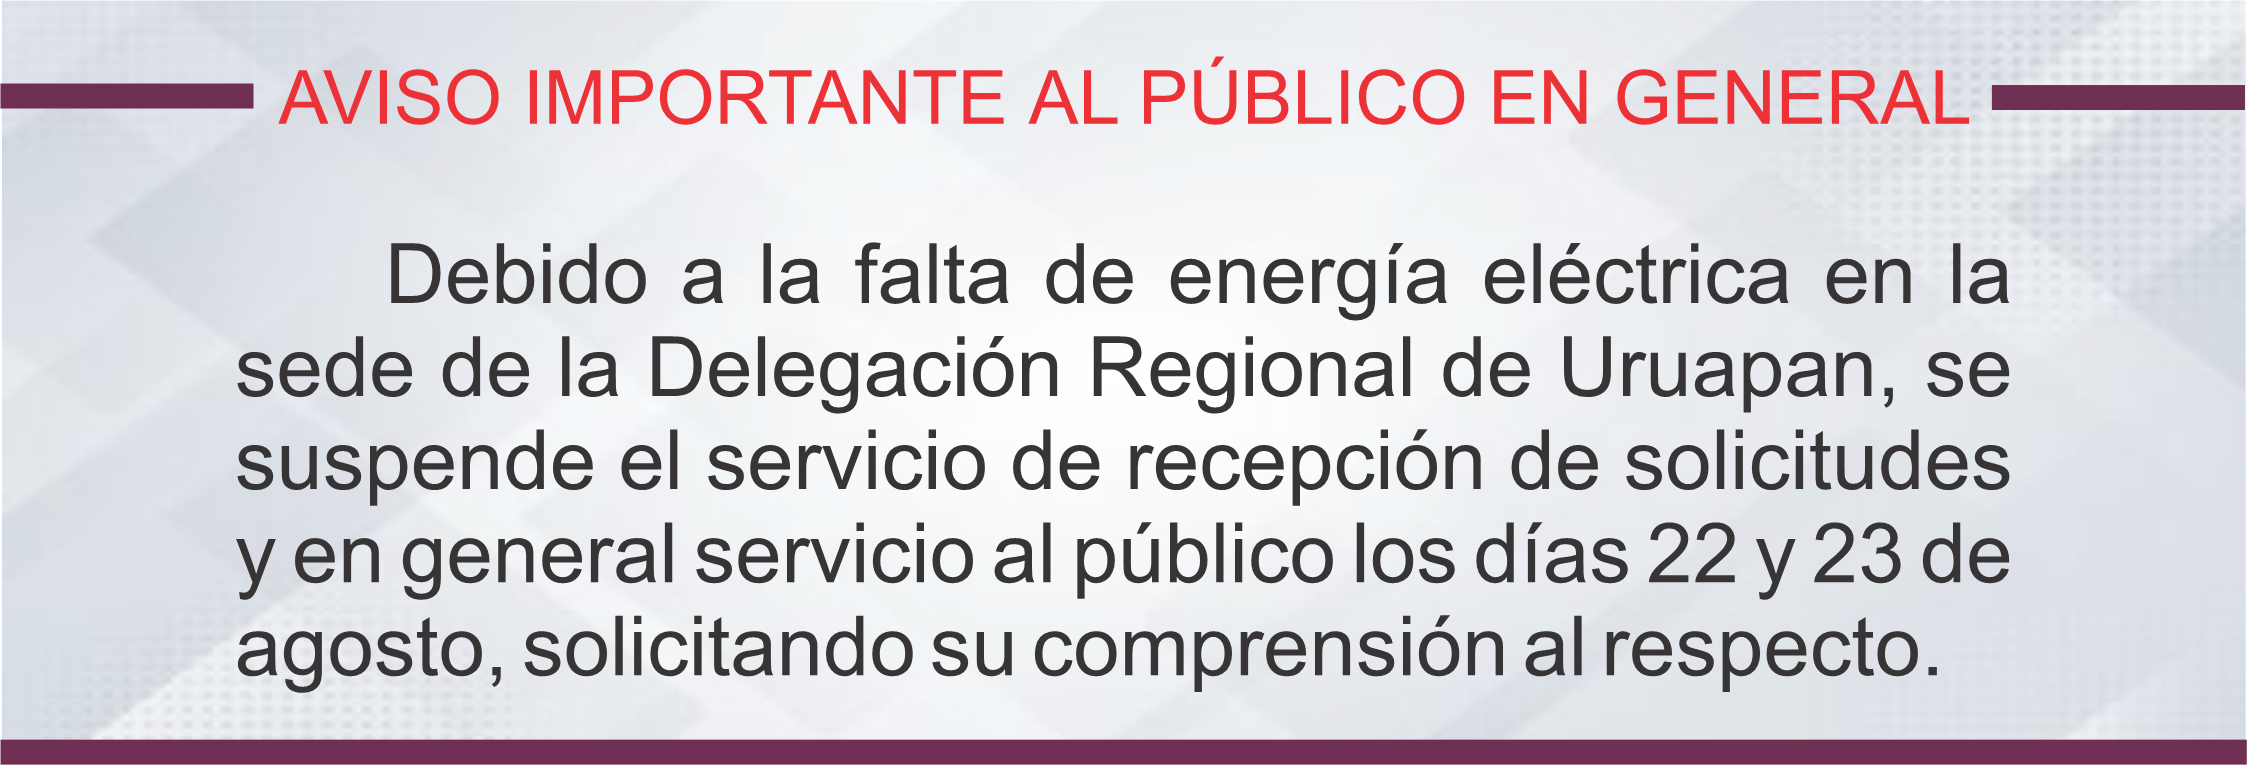 AVISO IMPORTANTE AL PÚBLICO EN GENERAL
Debido a la falta de energía eléctrica en la
sede de la Delegación Regional de Uruapan, se
suspende el servicio de recepción de solicitudes
y en general servicio al público los días 22 y 23 de
agosto, solicitando su comprensión al respecto.